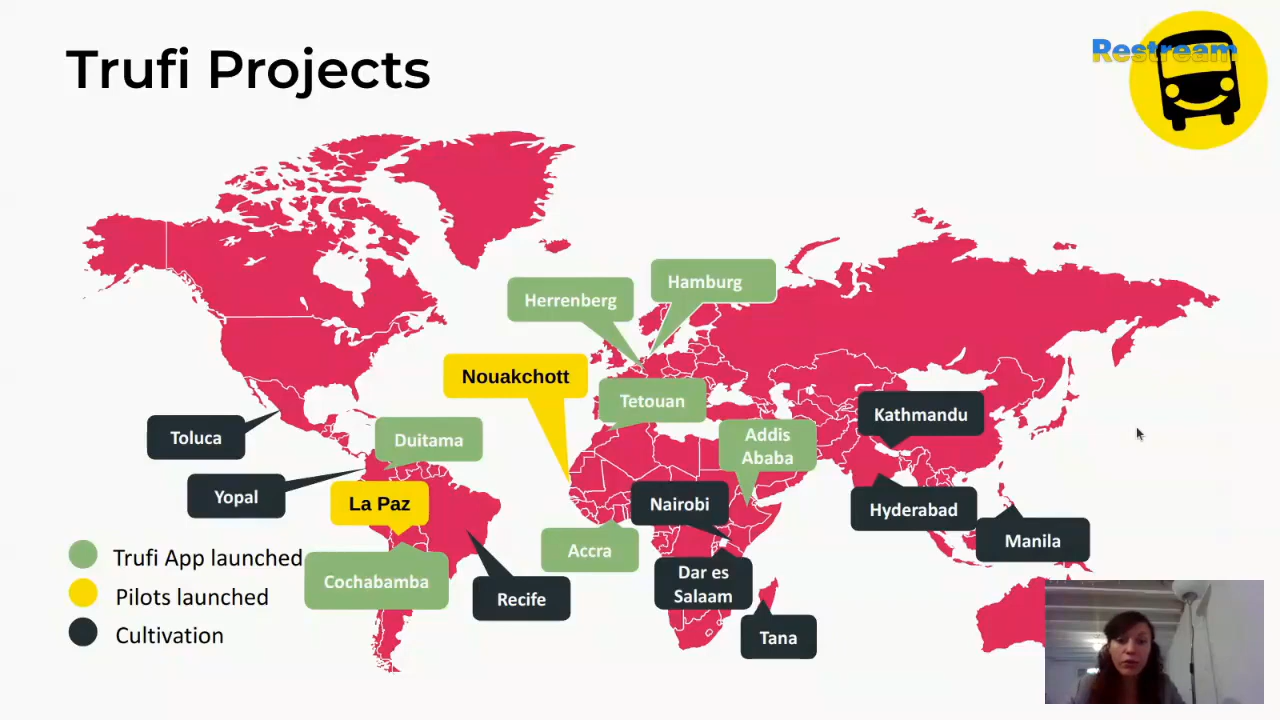 Trufi Projects
Restream
Hamburg
Herrenberg
Nouakchott
Tetouan
Kathmandu
Toluca
Duitama
Addis
Ababa
Yopal
La Paz
Nairobi
Hyderabad
Manila
Accra
Trufi App launched
Cochabamba
Dar es
Salaam
Pilots launched
Recife
Cultivation
Tana